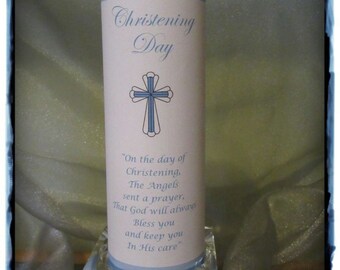 Christening
Day
"On the day of
Christening,
The Angels
sent a prayer,
That God will always
Bless you
and keep you
In His care"